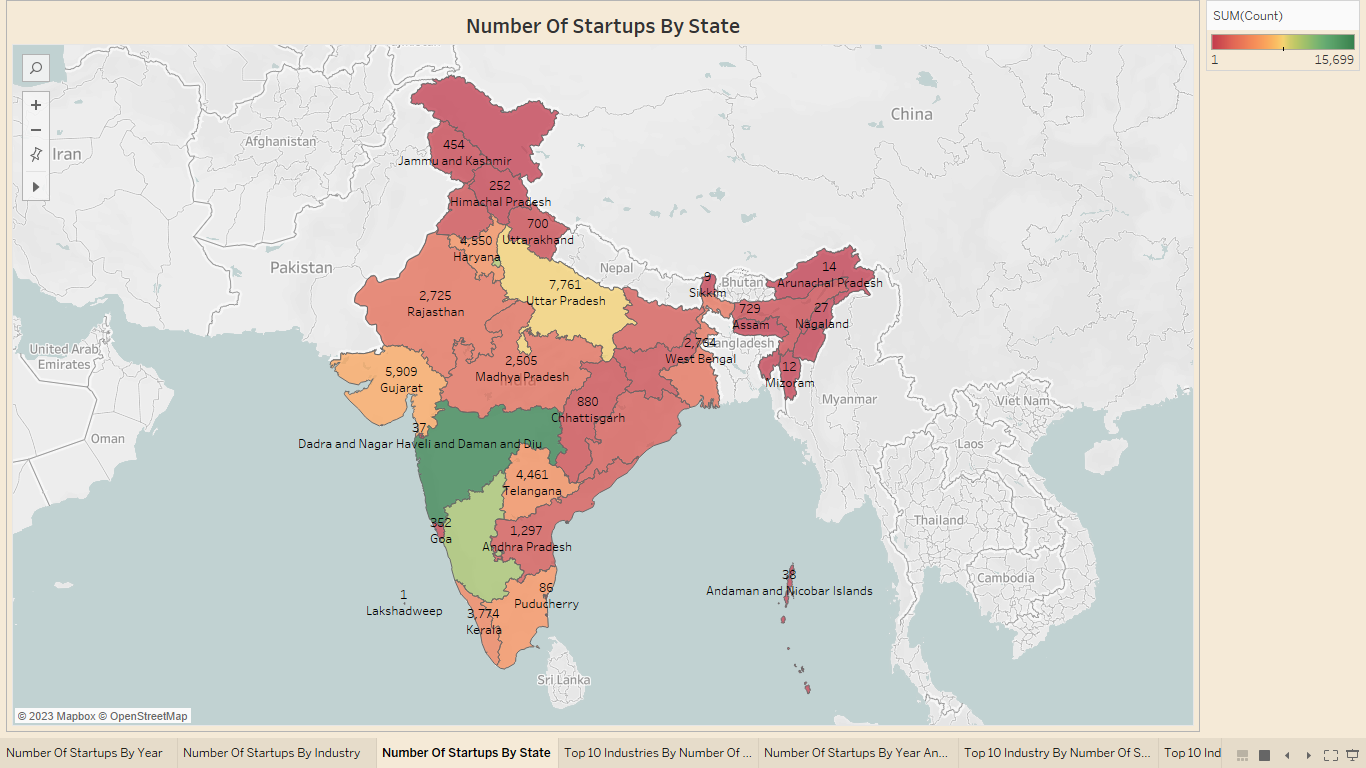 Number Of Startups By State
SUM(Count)
1
15,699
China
Afghanistan
Iran
454
Jammu and Kashmir
252
Himachal Pradesh
700
Uttarakhand
4,550
Haryana
Pakistan
Nepal
9
Sikkim
Bhutan
14
Arunachal Pradesh
7,761
Uttar Pradesh
2,725
Rajasthan
729
Assam
27
Nagaland
2,764
West Bengal
Bangladesh
United Arab
Emirates
2,505
Madhya Pradesh
5,909
Gujarat
12
Mizoram
Myanmar
Viet Nam
880
Chhattisgarh
37
Dadra and Nagar Haveli and Daman and Diu
Oman
Laos
4,461
Telangana
352
Goa
1,297
Andhra Pradesh
Thailand
Cambodia
38
Andaman and Nicobar Islands
1
Lakshadweep
86
Puducherry
3,774
Kerala
Sri Lanka
© 2023 Mapbox © OpenStreetMap
Number Of Startups By Year
Number Of Startups By Industry
Number Of Startups By State
Top 10 Industries By Number Of ...
Number Of Startups By Year An...
Top 10 Industry By Number Of S...
Top 10 Ind